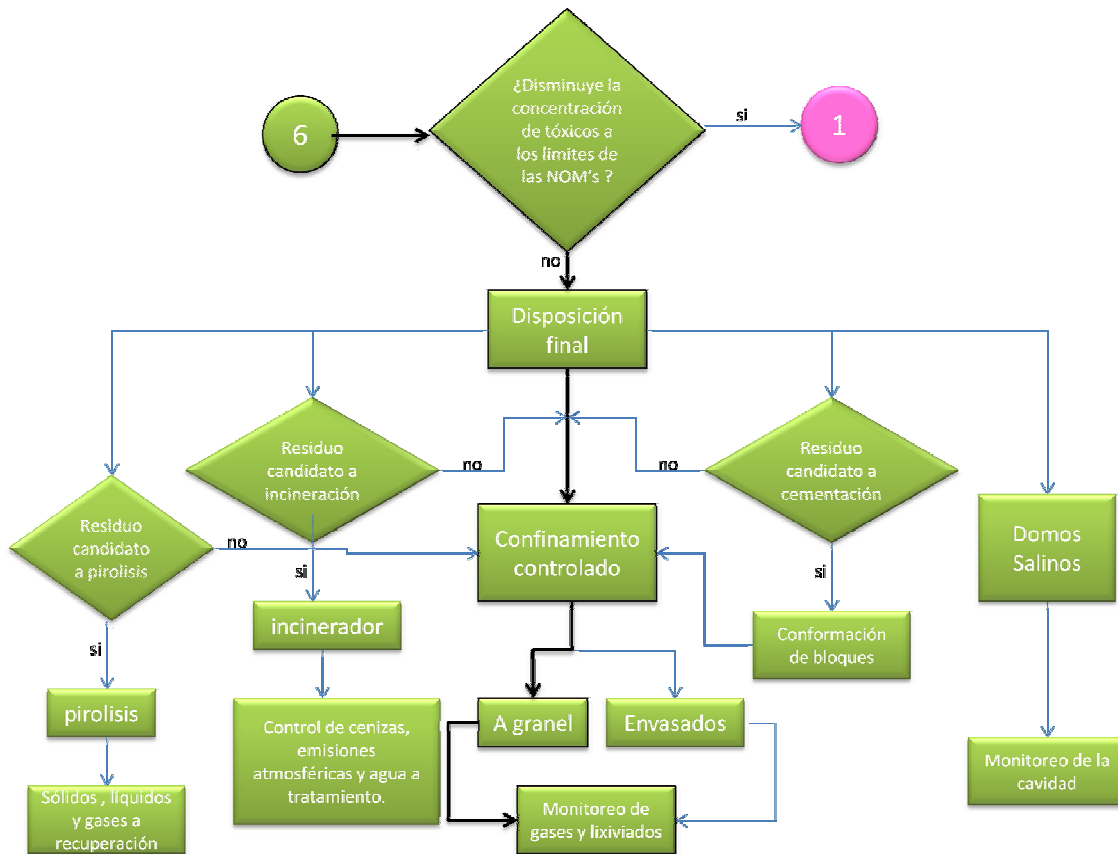 ¿Disminuye la
concentración
de tóxicos a
los limites de
las NOM's ?
6
si
1
no
Disposición
final
Residuo
candidato a
incineración
no
no
Residuo
candidato a
cementación
Residuo
candidato
a pirolisis
no
Confinamiento
controlado
Domos
Salinos
si
si
incinerador
Conformación
de bloques
si
pirolisis
A granel
Envasados
Control de cenizas,
emisiones
atmosféricas y agua a
tratamiento.
Monitoreo de la
cavidad
Sólidos , líquidos
y gases a
recuperación
Monitoreo de
gases y lixiviados